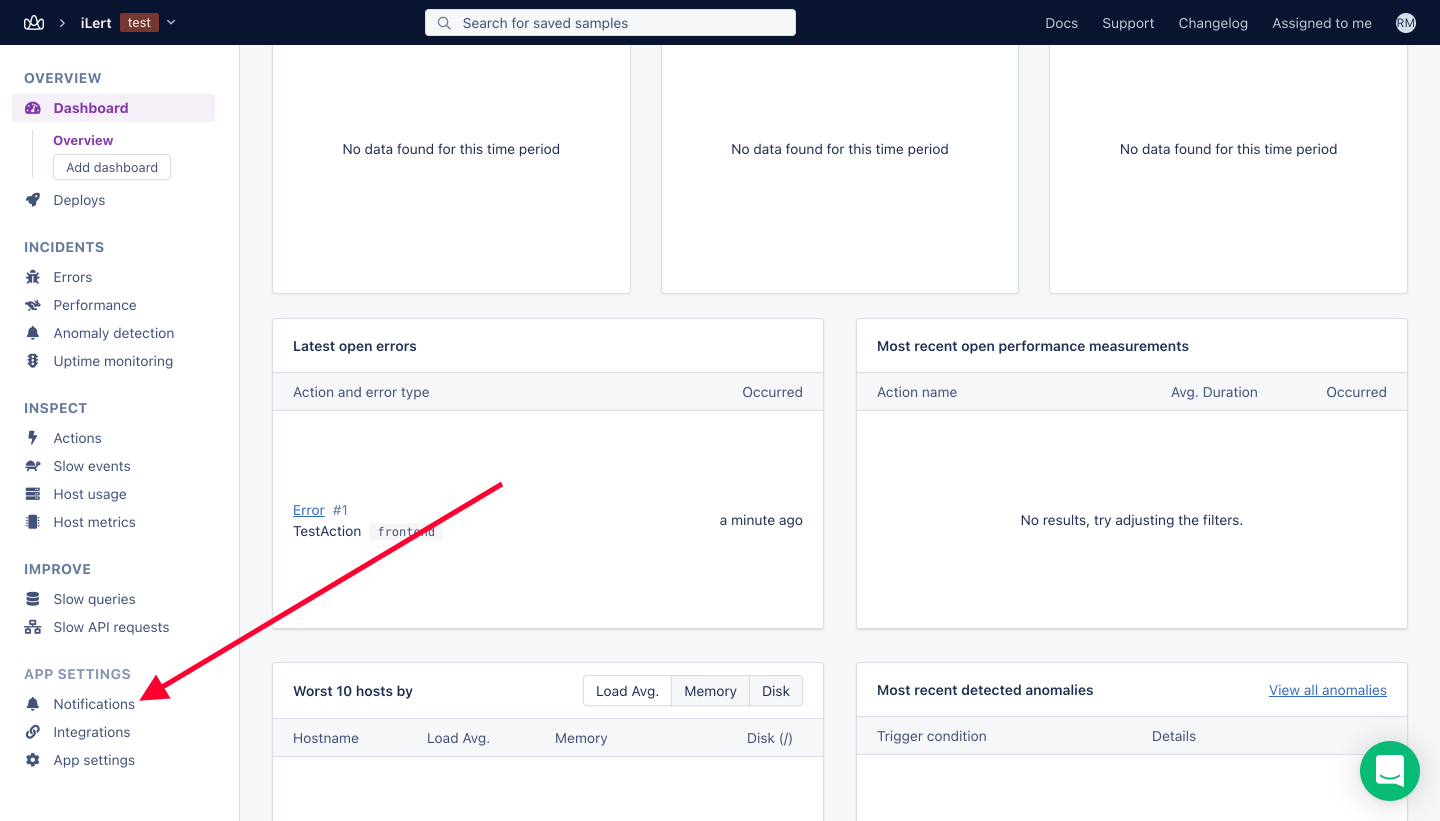 iLert test
Search for saved samples
Docs Support Changelog Assigned to me RM
OVERVIEW
Dashboard
Overview
Add dashboard
Deploys
INCIDENTS
Errors
Performance
Anomaly detection
Uptime monitoring
INSPECT
Actions
Slow events
Host usage
Host metrics
IMPROVE
Slow queries
Slow API requests
APP SETTINGS
Notifications
Integrations
App settings
No data found for this time period
No data found for this time period
No data found for this time period
Latest open errors
Action and error type Occurred
Error #1
TestAction frontend
a minute ago
Most recent open performance measurements
Action name Avg. Duration Occurred
No results, try adjusting the filters.
Worst 10 hosts by Load Avg. Memory Disk
Hostname Load Avg. Memory Disk (/)
Most recent detected anomalies View all anomalies
Trigger condition Details